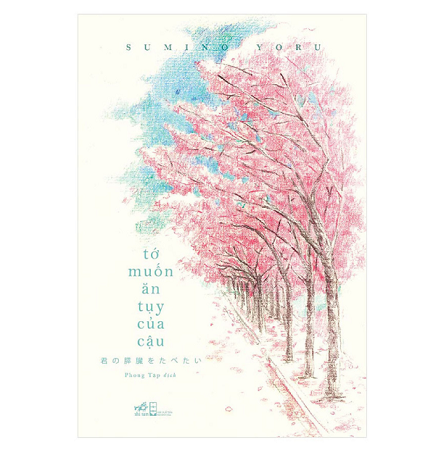 SUMINO YORU
tớ
muốn
ăn
tụy
của
cậu
君の膵臓をたべたい
Phong Tập dịch